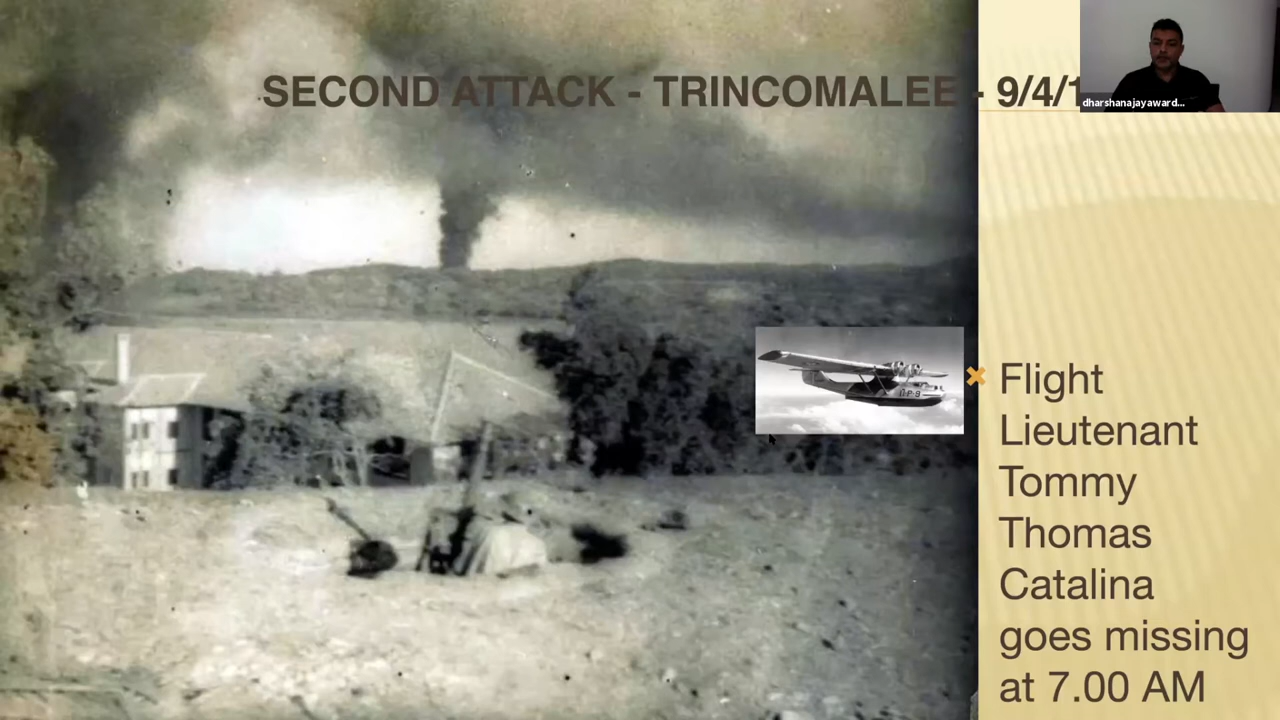 SECOND ATTACK - TRINCOMALEE - 9/4/1
dharshanajayaward...
Flight
Lieutenant
Tommy
Thomas
Catalina
goes missing
at 7.00 AM